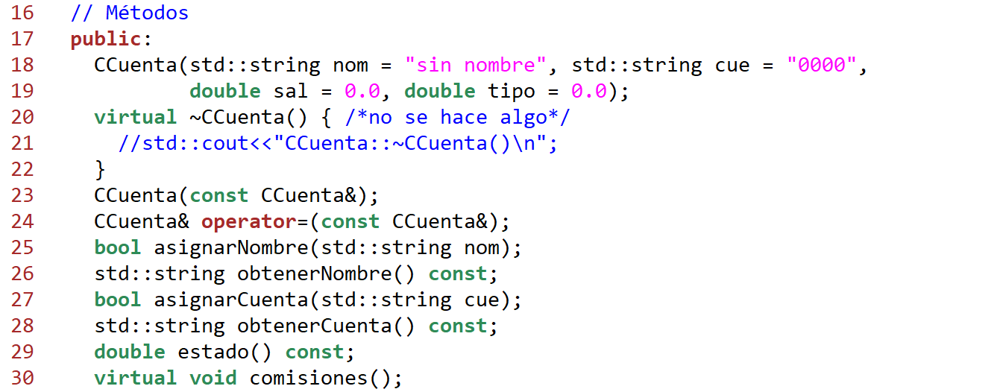 16 // Métodos
17 public:
18 CCuenta(std::string nom = "sin nombre", std::string cue = "0000",
19 double sal = 0.0, double tipo = 0.0);
20 virtual ~CCuenta() { /*no se hace algo*/
21 //std::cout<<"CCuenta::~CCuenta()\n";
22 }
23 CCuenta(const CCuenta&);
24 CCuenta& operator=(const CCuenta&);
25 bool asignarNombre(std::string nom);
26 std::string obtenerNombre() const;
27 bool asignarCuenta(std::string cue);
28 std::string obtenerCuenta() const;
29 double estado() const;
30 virtual void comisiones();